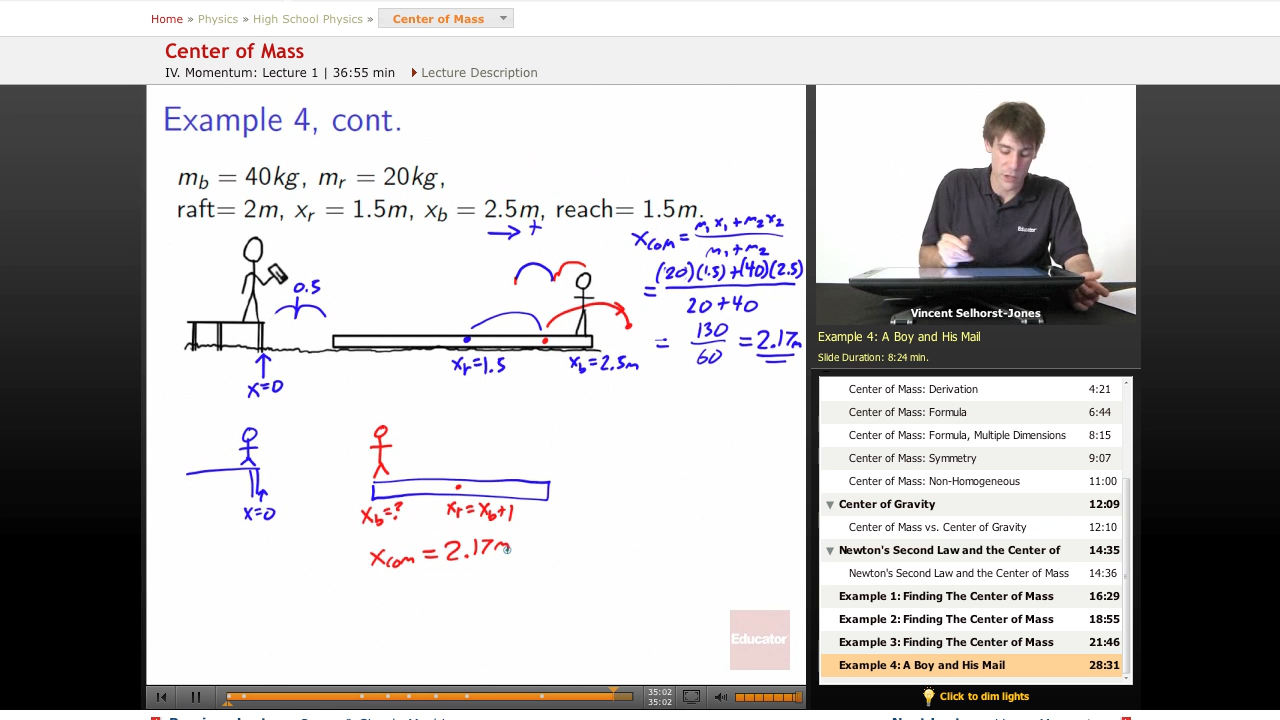 Home » Physics » High School Physics » Center of Mass
Center of Mass
IV. Momentum: Lecture 1 | 36:55 min Lecture Description
Example 4, cont.
m_b = 40kg, m_r = 20kg,
raft= 2m, x_r = 1.5m, x_b = 2.5m, reach= 1.5m.
→ +
x_com = m₁x₁ + m₂x₂ / m₁ + m₂
= (20)(1.5)+(40)(2.5) / 20+40
= 130 / 60 = 2.17m
0.5
x_r=1.5
x_b=2.5m
x=0
x=0
x_b=?
x_r=x_b+1
x_com = 2.17m
Educator
Educator
Vincent Selhorst-Jones
Example 4: A Boy and His Mail
Slide Duration: 8:24 min.
Center of Mass: Derivation 4:21
Center of Mass: Formula 6:44
Center of Mass: Formula, Multiple Dimensions 8:15
Center of Mass: Symmetry 9:07
Center of Mass: Non-Homogeneous 11:00
Center of Gravity 12:09
Center of Mass vs. Center of Gravity 12:10
Newton's Second Law and the Center of 14:35
Newton's Second Law and the Center of Mass 14:36
Example 1: Finding The Center of Mass 16:29
Example 2: Finding The Center of Mass 18:55
Example 3: Finding The Center of Mass 21:46
Example 4: A Boy and His Mail 28:31
35:02
35:02
Click to dim lights